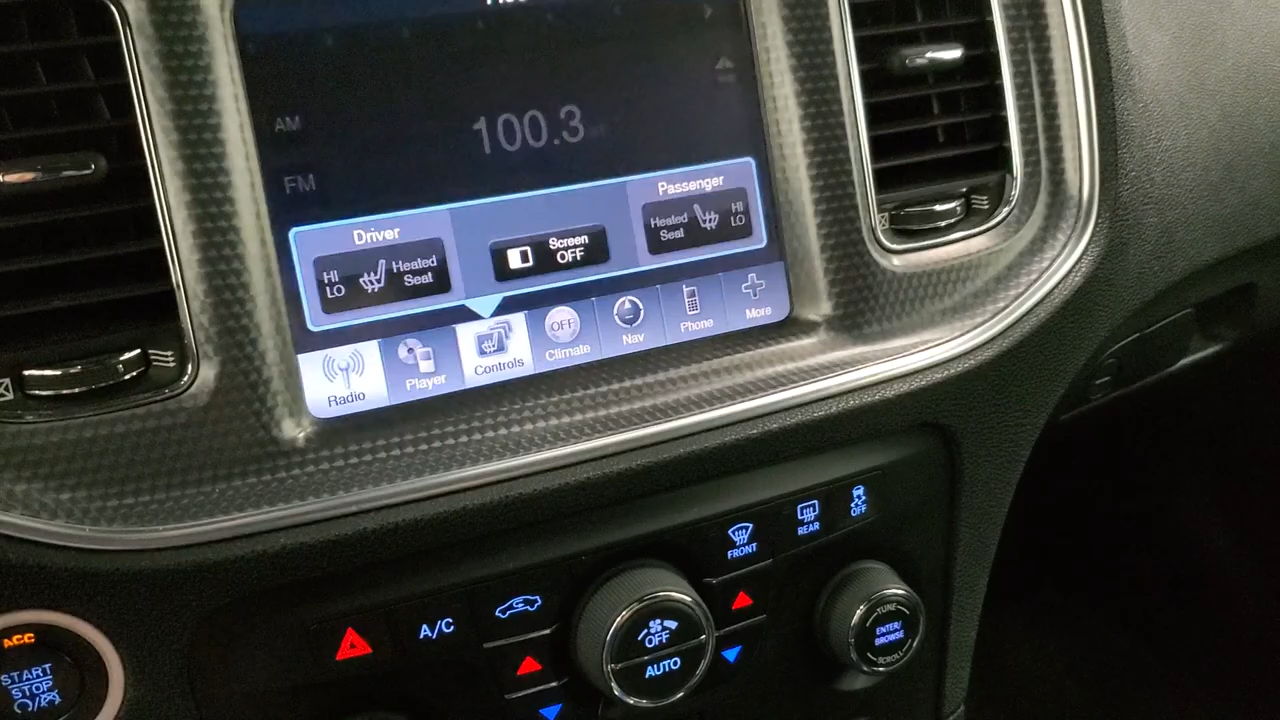 AM
100.3
FM
Driver
HI
LO
Heated
Seat
Screen
OFF
Passenger
Heated
Seat
HI
LO
Radio
Player
Controls
OFF
Climate
Nav
Phone
More
FRONT
REAR
OFF
A/C
OFF
AUTO
TUNE
ENTER/
BROWSE
SCROLL
ACC
START
STOP